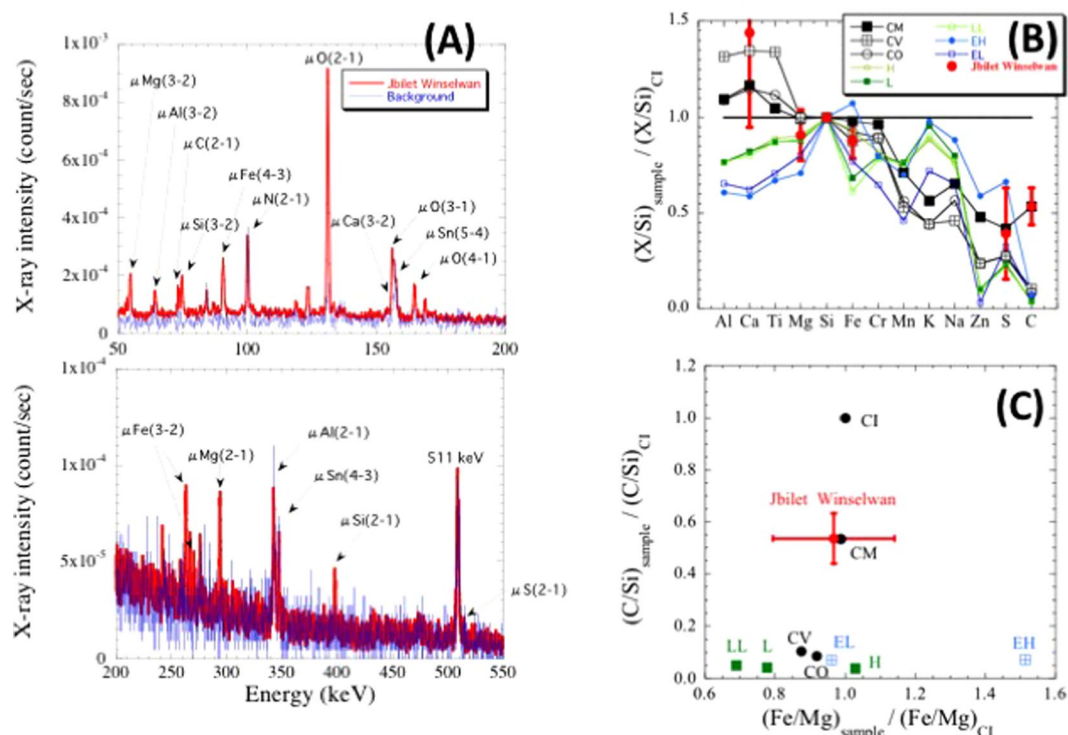 (A)
1x10⁻³
8x10⁻⁴
6x10⁻⁴
4x10⁻⁴
2x10⁻⁴
0
X-ray intensity (count/sec)
μMg(3-2)
μAl(3-2)
μC(2-1)
μSi(3-2)
μFe(4-3)
μN(2-1)
μO(2-1)
Jbilet Winselwan
Background
μCa(3-2)
μO(3-1)
μSn(5-4)
μO(4-1)
50 100 150 200
1x10⁻⁴
1x10⁻⁴
5x10⁻⁵
0
X-ray intensity (count/sec)
μFe(3-2)
μMg(2-1)
μAl(2-1)
μSn(4-3)
μSi(2-1)
511 keV
μS(2-1)
200 250 300 350 400 450 500 550
Energy (keV)
(B)
1.5
1.0
0.5
0.0
(X/Si)sample / (X/Si)CI
CM
CV
CO
H
L
LL
EH
EL
Jbilet Winselwan
Al Ca Ti Mg Si Fe Cr Mn K Na Zn S C
(C)
1.2
1.0
0.8
0.6
0.4
0.2
0.0
(C/Si)sample / (C/Si)CI
CI
Jbilet Winselwan
CM
CV
CO
EL
EH
LL
L
H
0.6 0.8 1.0 1.2 1.4 1.6
(Fe/Mg)sample / (Fe/Mg)CI